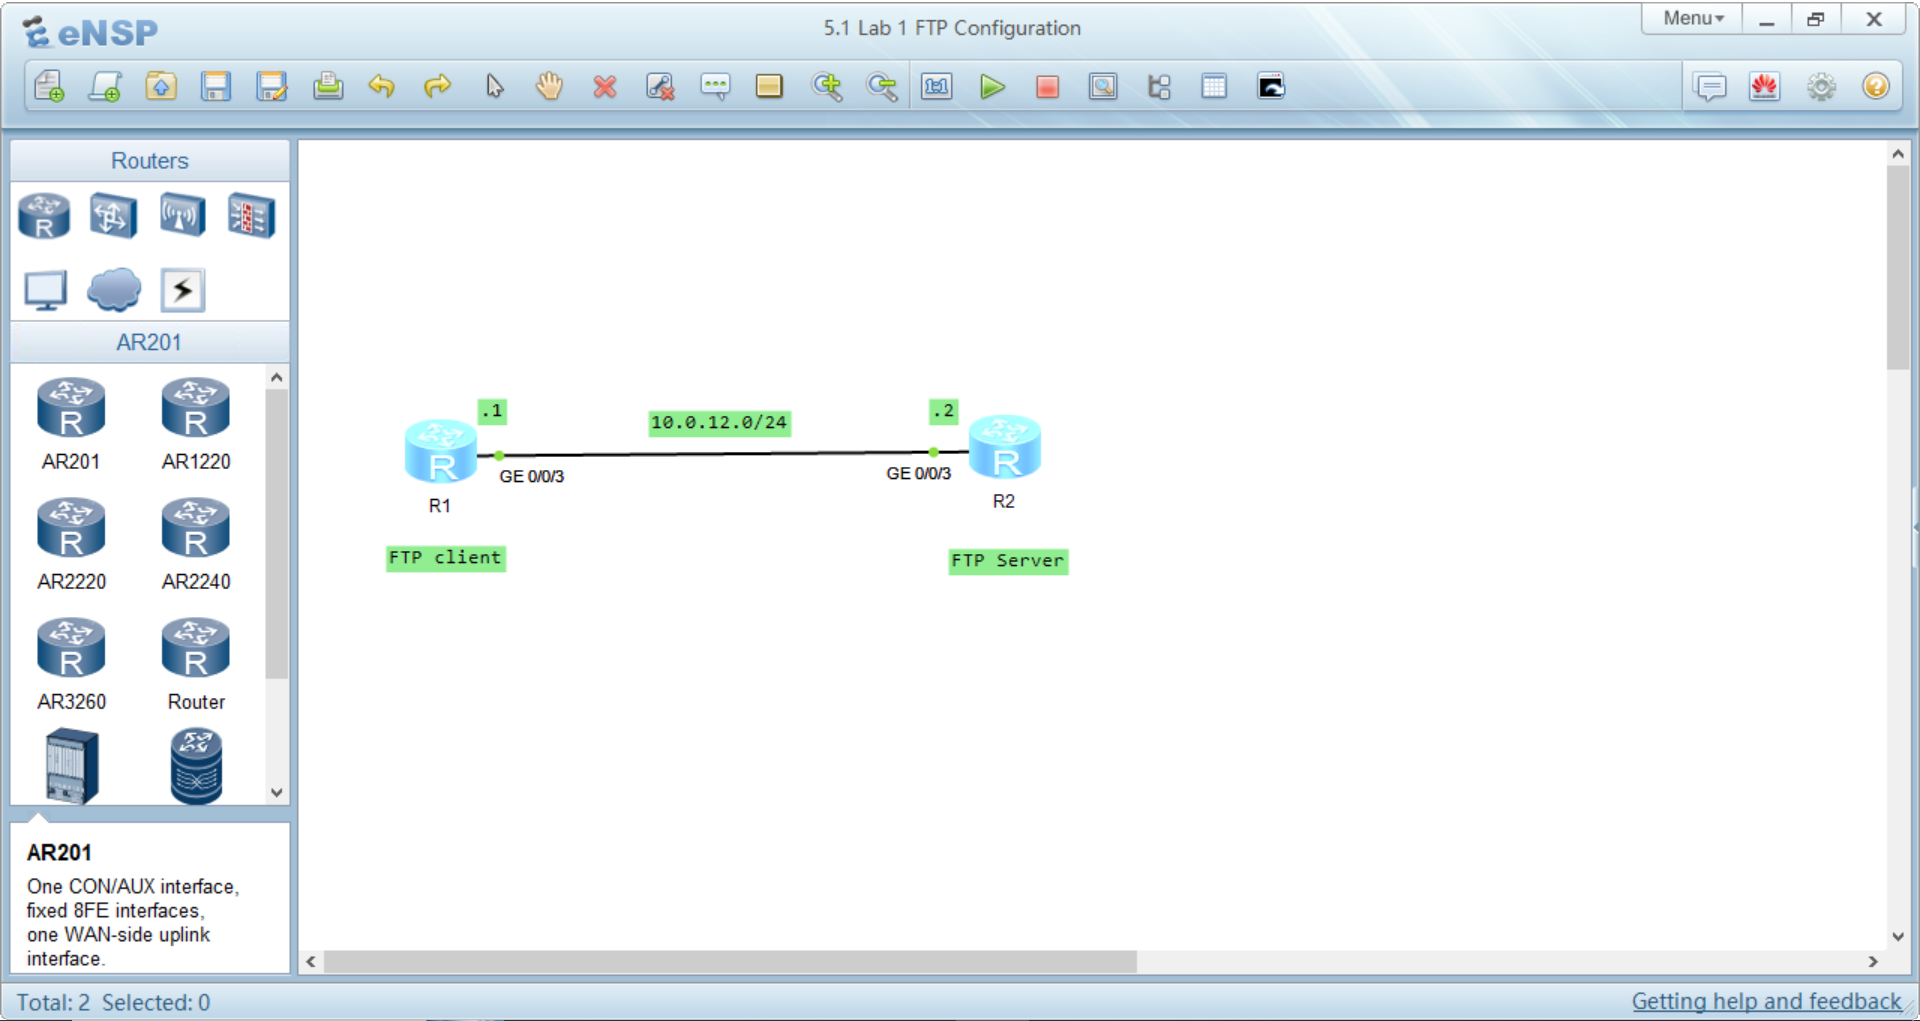 eNSP
5.1 Lab 1 FTP Configuration
Menu
1:1
Routers
R
AR201
R
R
AR201
AR1220
R
R
AR2220
AR2240
R
R
AR3260
Router
AR201
One CON/AUX interface,
fixed 8FE interfaces,
one WAN-side uplink
interface.
.1
10.0.12.0/24
.2
R
R
GE 0/0/3
GE 0/0/3
R1
R2
FTP client
FTP Server
Total: 2 Selected: 0
Getting help and feedback